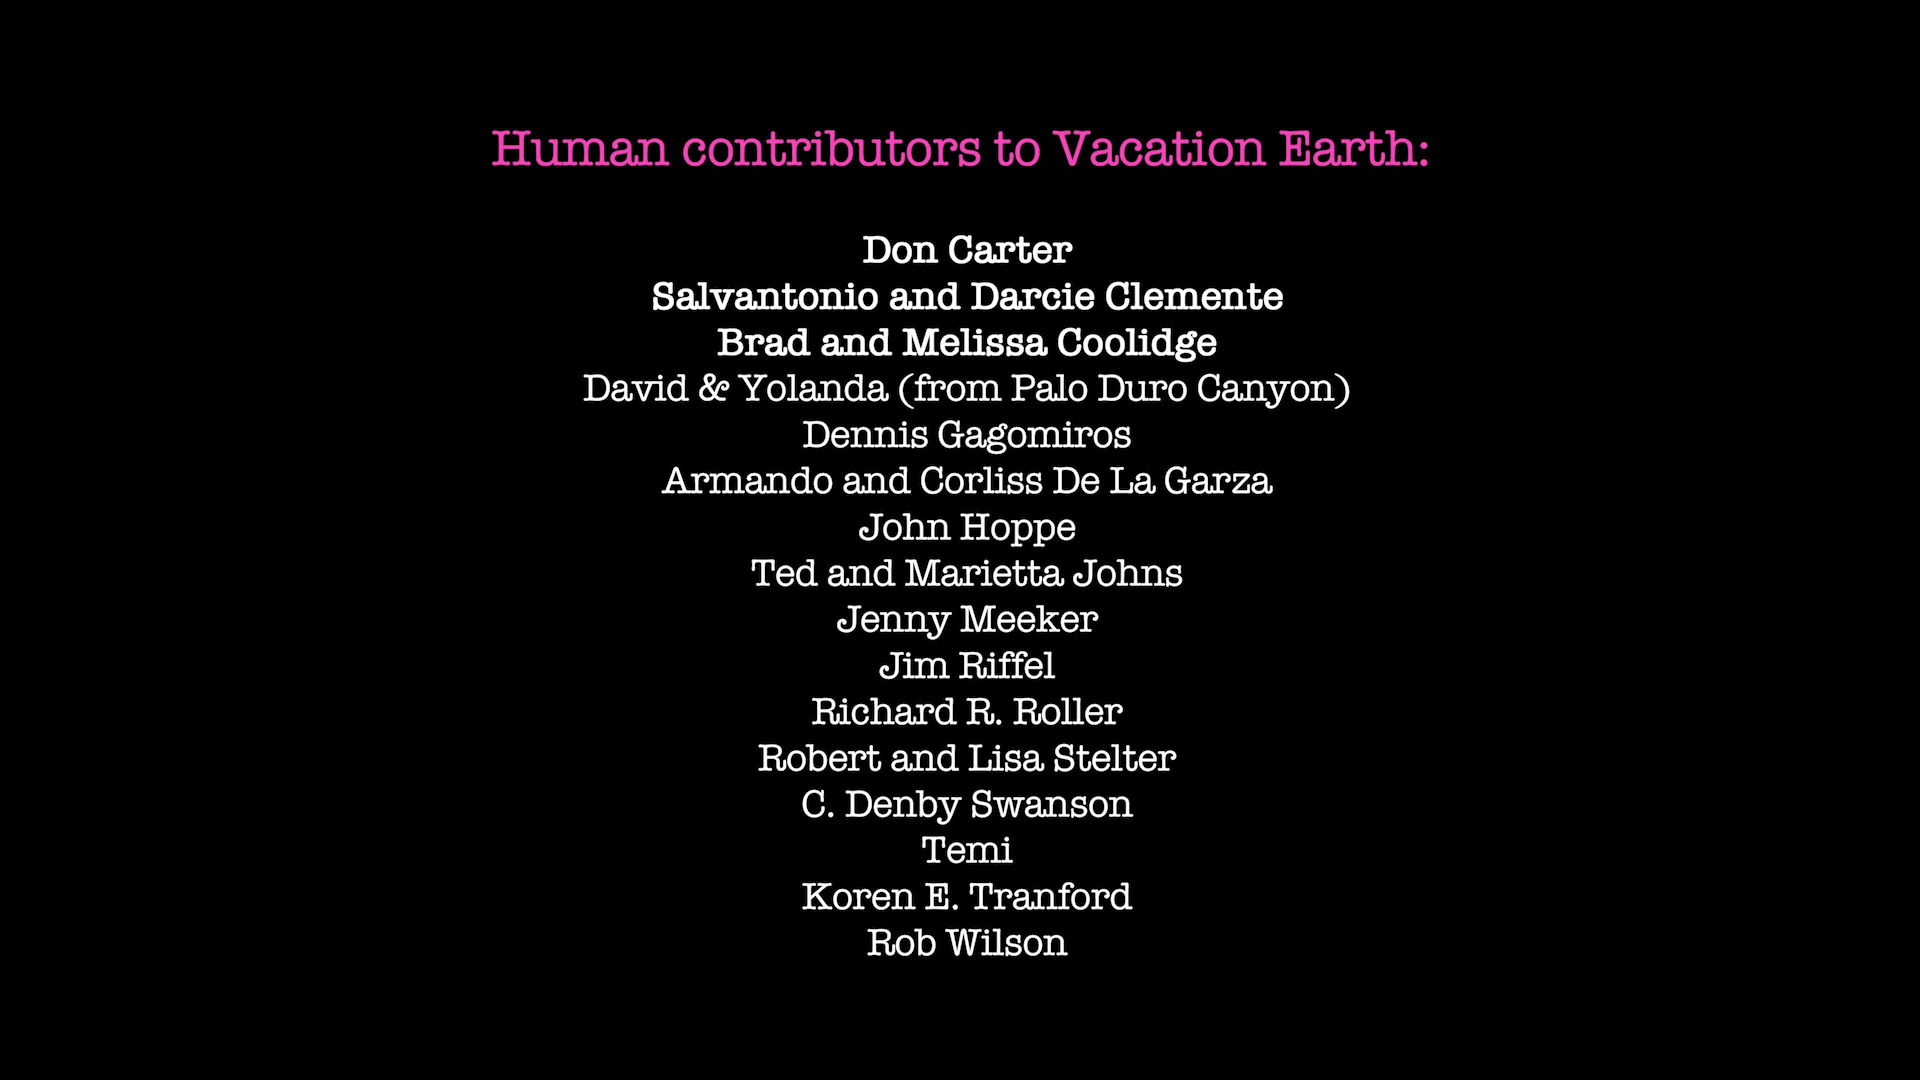 Human contributors to Vacation Earth:
Don Carter
Salvantonio and Darcie Clemente
Brad and Melissa Coolidge
David & Yolanda (from Palo Duro Canyon)
Dennis Gagomiros
Armando and Corliss De La Garza
John Hoppe
Ted and Marietta Johns
Jenny Meeker
Jim Riffel
Richard R. Roller
Robert and Lisa Stelter
C. Denby Swanson
Temi
Koren E. Tranford
Rob Wilson